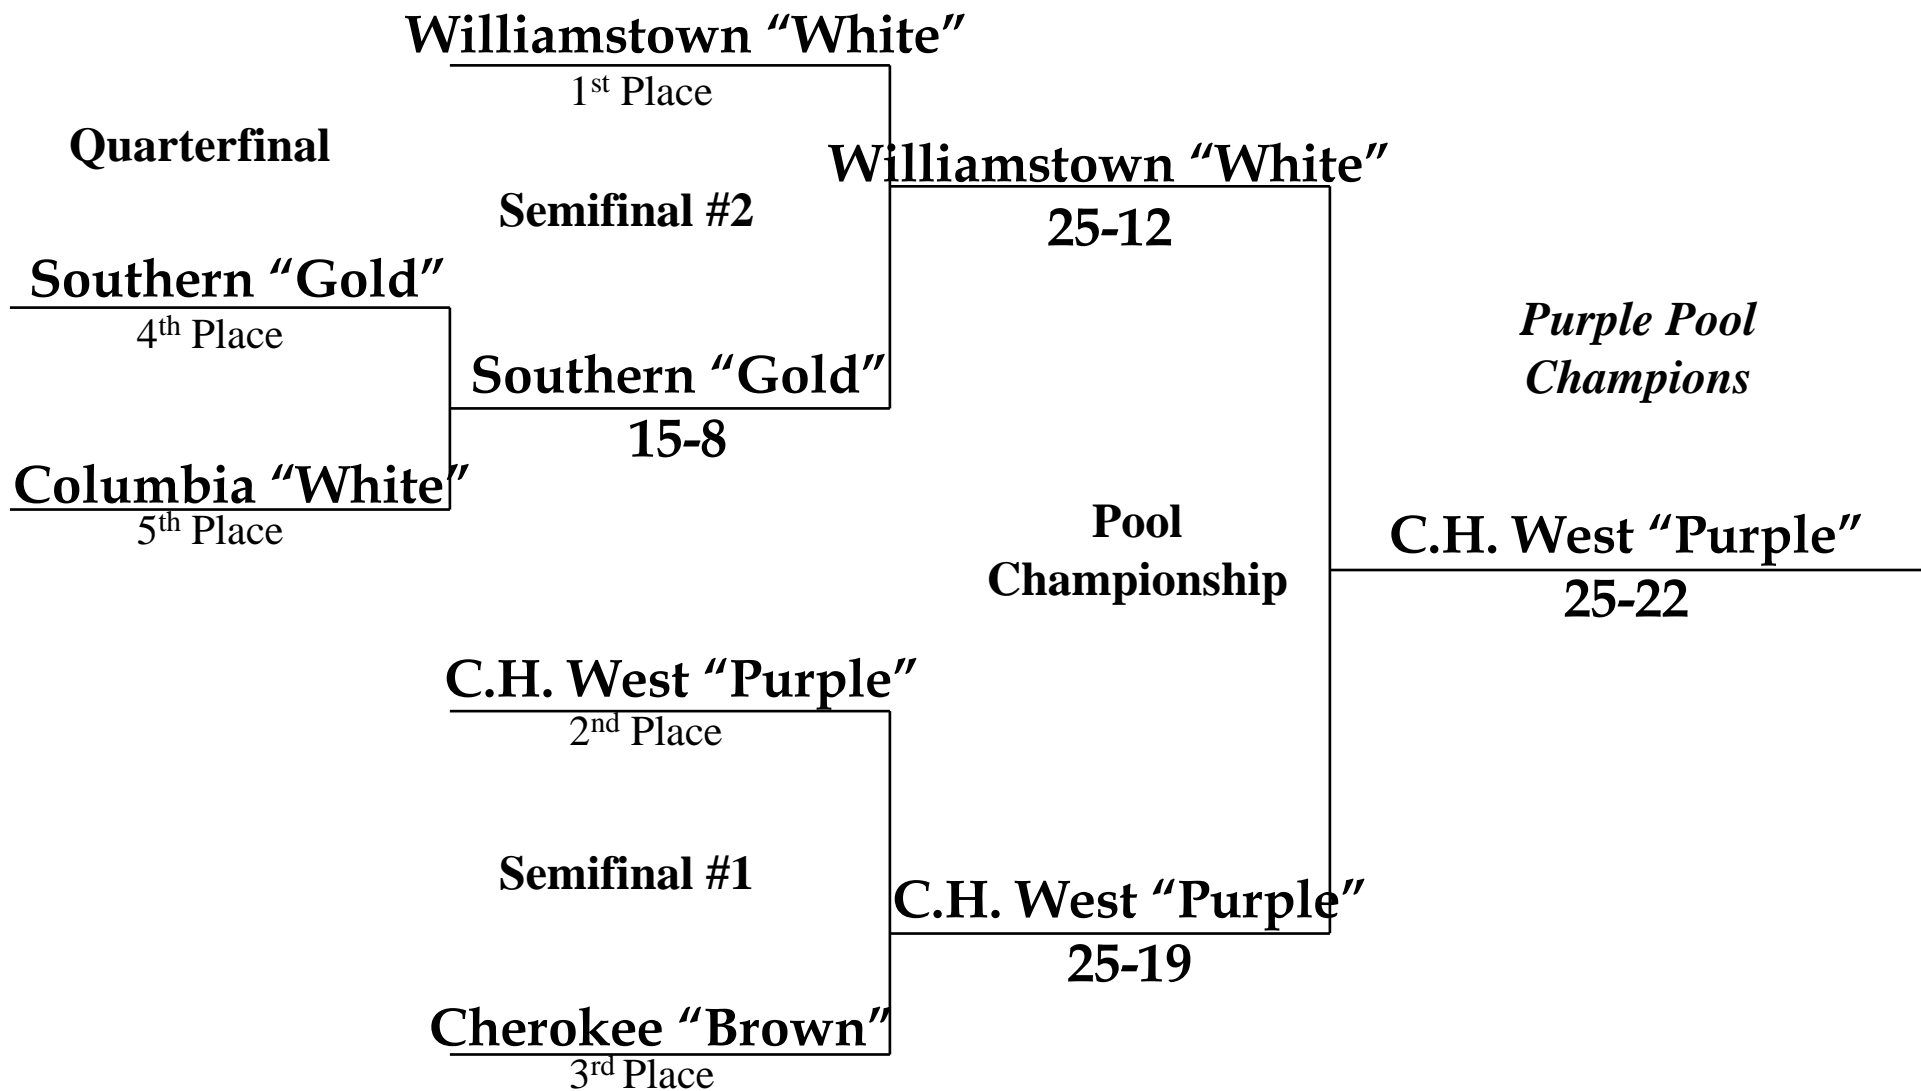 Williamstown “White”
1st Place
Quarterfinal
Williamstown “White”
Semifinal #2
25-12
Southern “Gold”
4th Place
Purple Pool
Champions
Southern “Gold”
15-8
Columbia “White”
5th Place
Pool
Championship
C.H. West “Purple”
25-22
C.H. West “Purple”
2nd Place
Semifinal #1
C.H. West “Purple”
25-19
Cherokee “Brown”
3rd Place